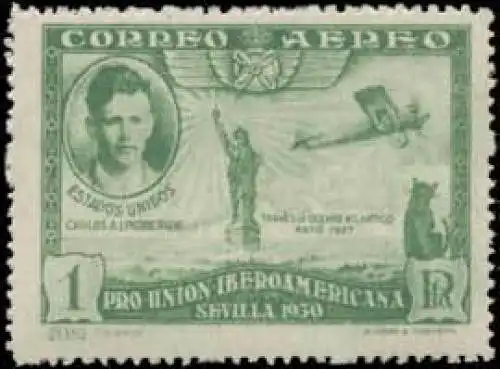 CORREO AEREO
ESTADOS UNIDOS
CARLOS A. LINDBERGH
TRAVESIA OCEANO ATLANTICO
MAYO 1927
1
PRO UNION IBEROAMERICANA
SEVILLA 1930